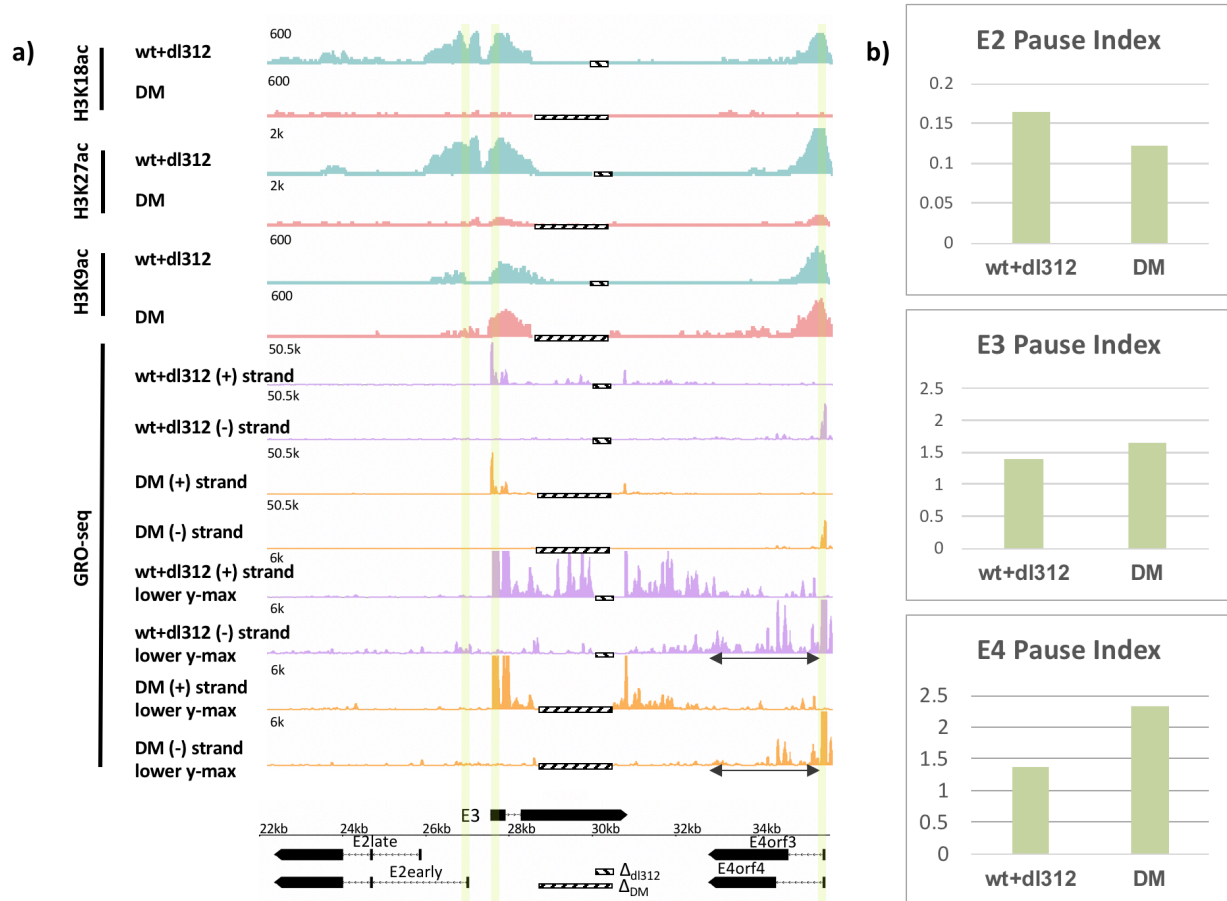 a)
H3K18ac
600
wt+dl312
600
DM
H3K27ac
2k
wt+dl312
2k
DM
H3K9ac
600
wt+dl312
600
DM
GRO-seq
50.5k
wt+dl312 (+) strand
50.5k
wt+dl312 (-) strand
50.5k
DM (+) strand
50.5k
DM (-) strand
6k
wt+dl312 (+) strand
lower y-max
6k
wt+dl312 (-) strand
lower y-max
6k
DM (+) strand
lower y-max
6k
DM (-) strand
lower y-max
E3
22kb 24kb 26kb 28kb 30kb 32kb 34kb
E2late
E4orf3
E2early
E4orf4
Δdl312
ΔDM
b)
E2 Pause Index
0.2
0.15
0.1
0.05
0
wt+dl312 DM
E3 Pause Index
2.5
2
1.5
1
0.5
0
wt+dl312 DM
E4 Pause Index
2.5
2
1.5
1
0.5
0
wt+dl312 DM